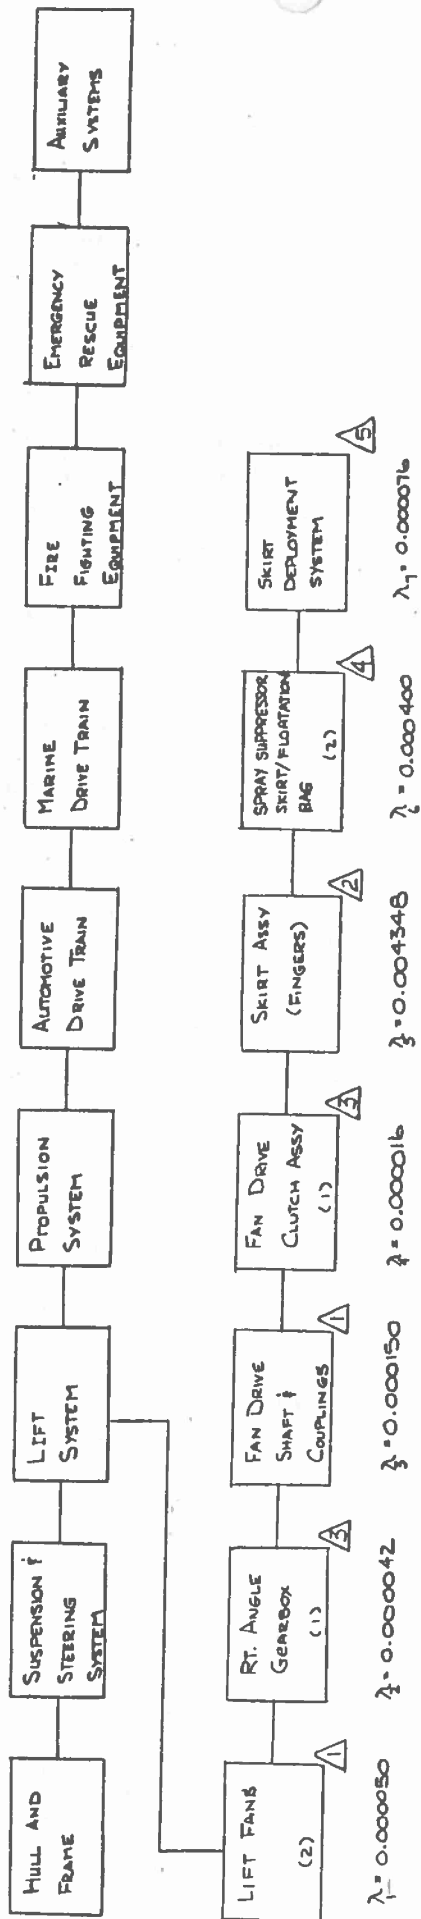 HULL AND
FRAME
SUSPENSION &
STEERING
SYSTEM
LIFT
SYSTEM
PROPULSION
SYSTEM
AUTOMOTIVE
DRIVE TRAIN
MARINE
DRIVE TRAIN
FIRE
FIGHTING
EQUIPMENT
EMERGENCY
RESCUE
EQUIPMENT
AUXILIARY
SYSTEMS
LIFT FANS
(2)
1
RT. ANGLE
GEARBOX
(1)
3
FAN DRIVE
SHAFT &
COUPLINGS
1
FAN DRIVE
CLUTCH ASSY
(1)
3
SKIRT ASSY
(FINGERS)
2
SPRAY SUPPRESSOR
SKIRT/FLOATATION
BAG
(2)
4
SKIRT
DEPLOYMENT
SYSTEM
5
λ₁= 0.000050
λ₂= 0.000042
λ₃= 0.000150
λ₄= 0.000016
λ₅= 0.004348
λ₆= 0.000400
λ₇= 0.000076